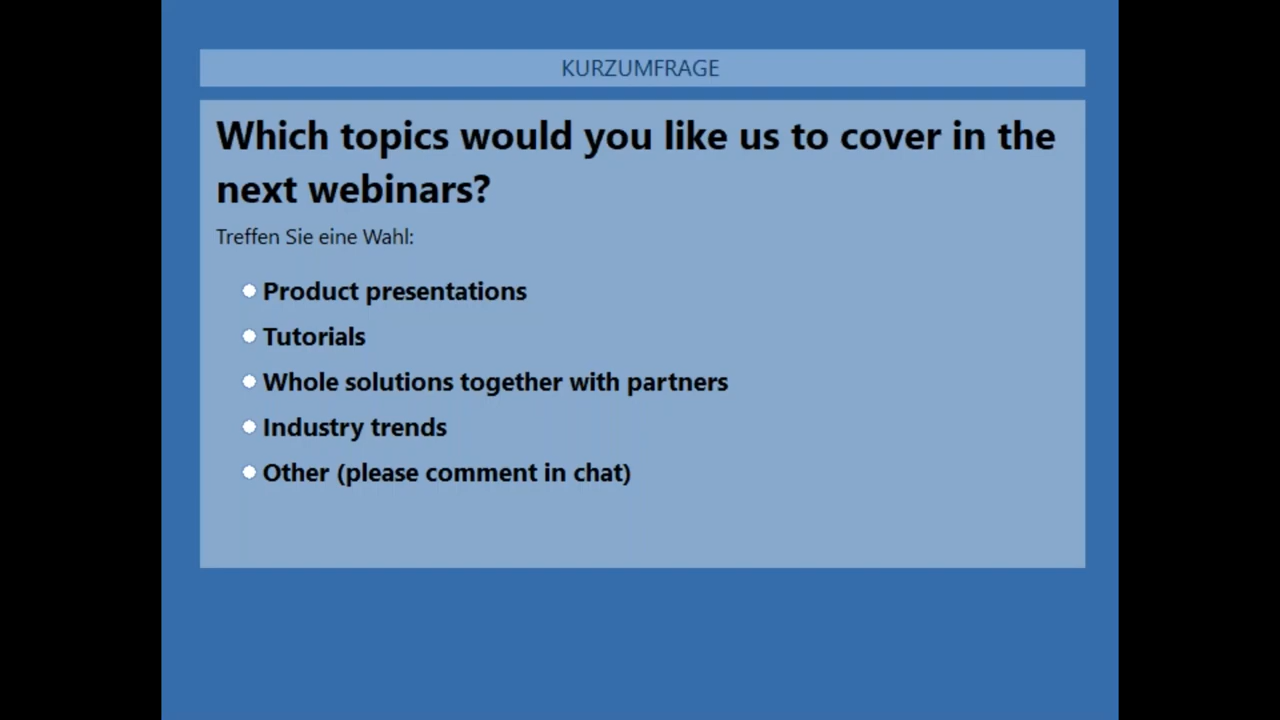 KURZUMFRAGE
Which topics would you like us to cover in the
next webinars?
Treffen Sie eine Wahl:
Product presentations
Tutorials
Whole solutions together with partners
Industry trends
Other (please comment in chat)